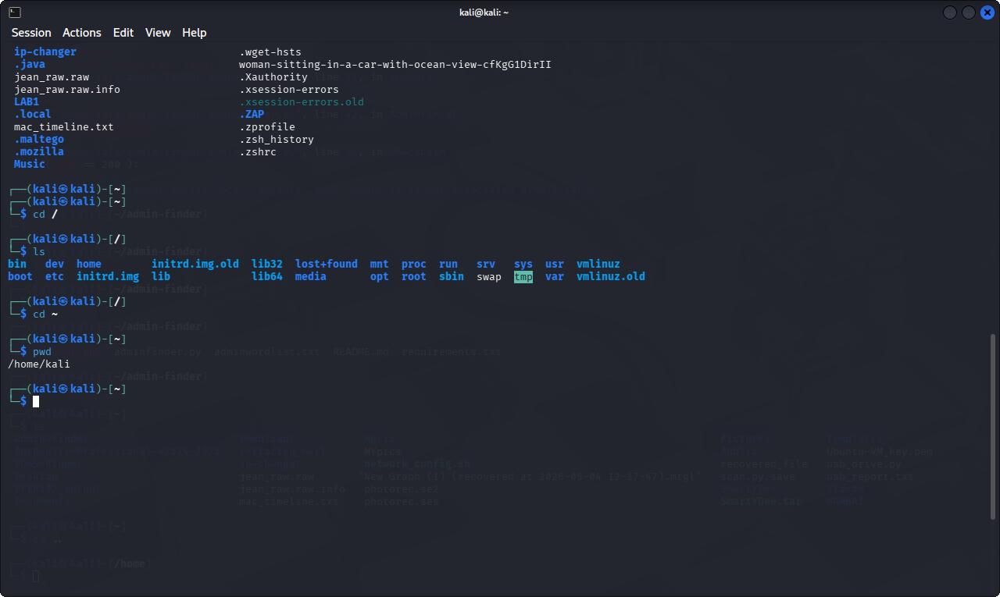 kali@kali: ~
Session Actions Edit View Help
ip-changer .wget-hsts
.java woman-sitting-in-a-car-with-ocean-view-cfKgG1DirII
jean_raw.raw .Xauthority
jean_raw.raw.info .xsession-errors
LAB1 .xsession-errors.old
.local .ZAP
mac_timeline.txt .zprofile
.maltego .zsh_history
.mozilla .zshrc
Music
┌──(kali㉿kali)-[~]
┌──(kali㉿kali)-[~]
└─$ cd /
┌──(kali㉿kali)-[/]
└─$ ls
bin dev home initrd.img.old lib32 lost+found mnt proc run srv sys usr vmlinuz
boot etc initrd.img lib lib64 media opt root sbin swap tmp var vmlinuz.old
┌──(kali㉿kali)-[/]
└─$ cd ~
┌──(kali㉿kali)-[~]
└─$ pwd
/home/kali
┌──(kali㉿kali)-[~]
└─$